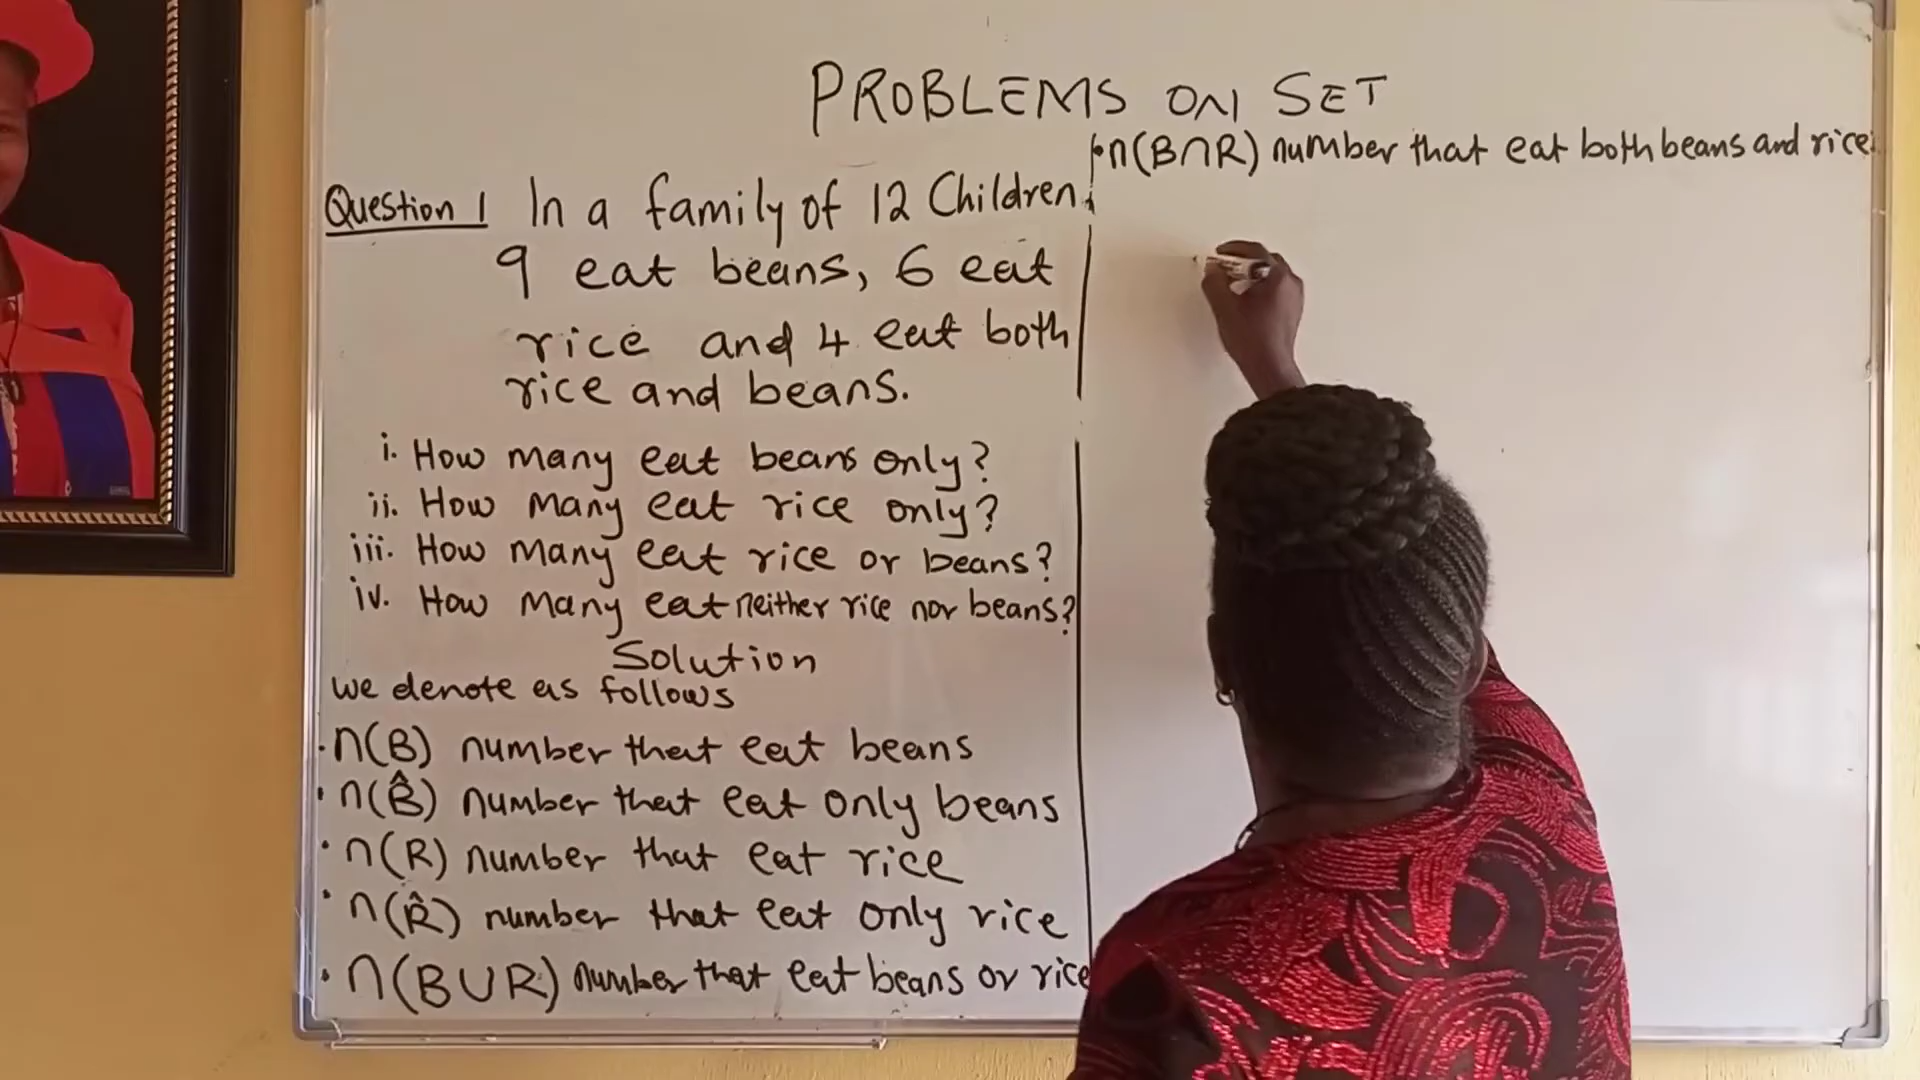 PROBLEMS ON SET
Question 1 In a family of 12 Children
9 eat beans, 6 eat
rice and 4 eat both
rice and beans.
i. How many eat beans only?
ii. How many eat rice only?
iii. How many eat rice or beans?
iv. How many eat neither rice nor beans?
Solution
we denote as follows
· n(B) number that eat beans
· n(B̂) number that eat only beans
· n(R) number that eat rice
· n(R̂) number that eat only rice
· n(B∪R) number that eat beans or rice
· n(B∩R) number that eat both beans and rice.